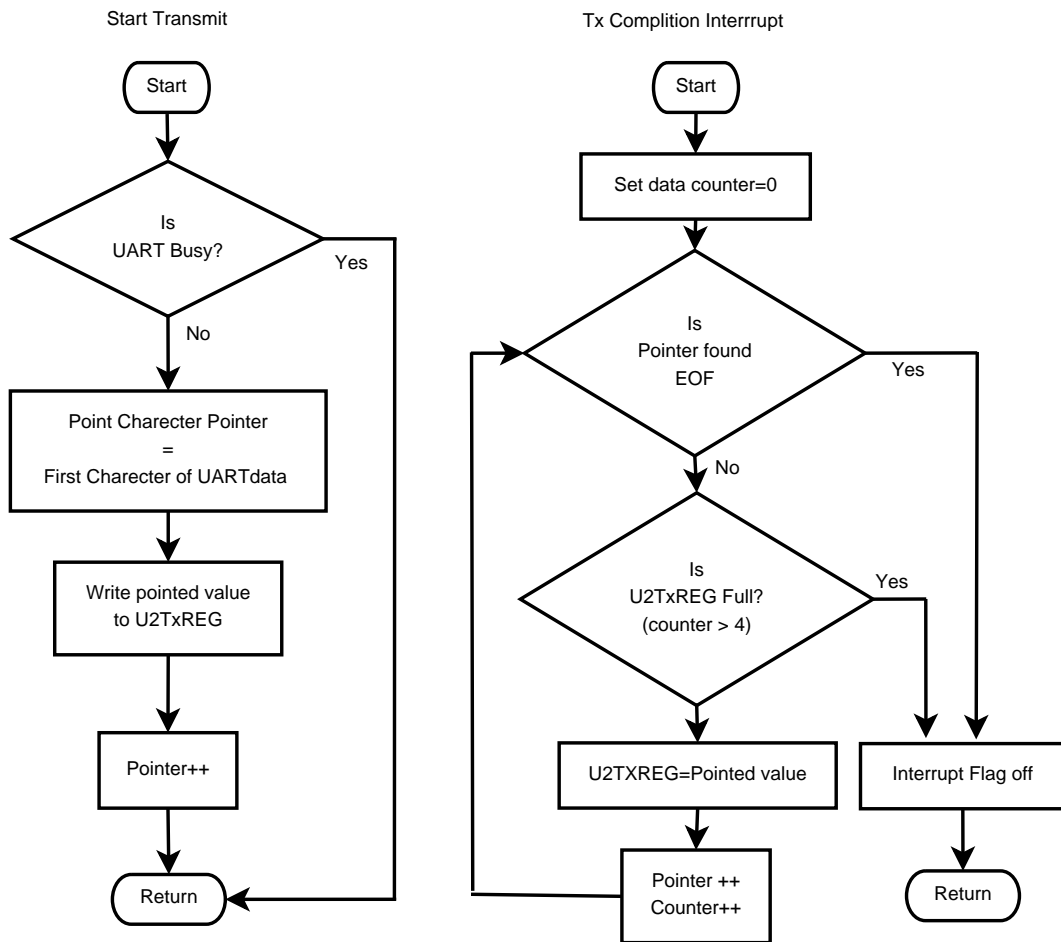 Start Transmit
Start
Is
UART Busy?
Yes
No
Point Charecter Pointer
=
First Charecter of UARTdata
Write pointed value
to U2TxREG
Pointer++
Return
Tx Complition Interrrupt
Start
Set data counter=0
Is
Pointer found
EOF
Yes
No
Is
U2TxREG Full?
(counter > 4)
Yes
U2TXREG=Pointed value
Interrupt Flag off
Pointer ++
Counter++
Return